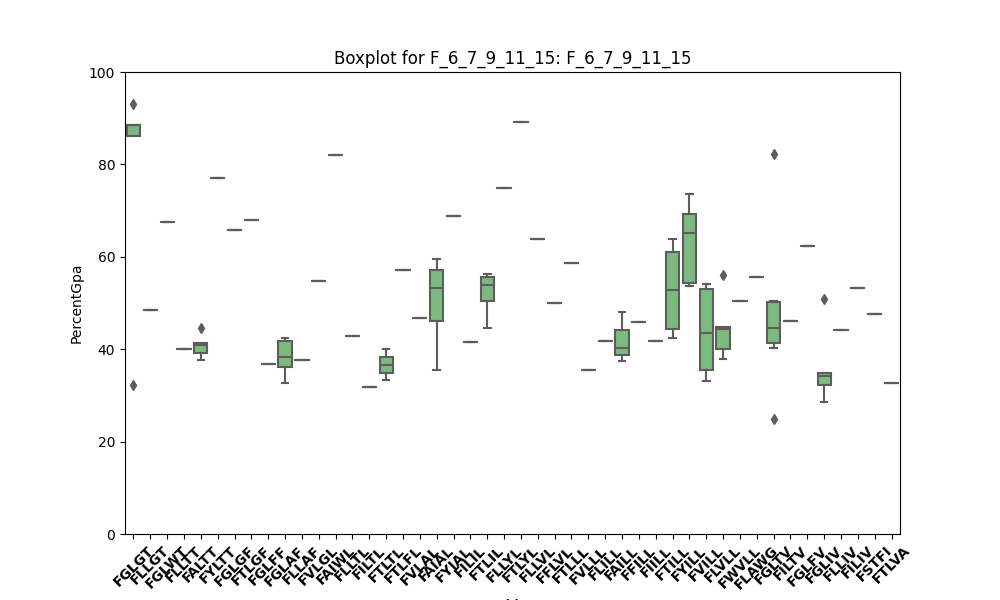 Boxplot for F_6_7_9_11_15: F_6_7_9_11_15
PercentGpa
100
80
60
40
20
0
FGLGT
FLLGT
FGLWT
FLLTT
FALTT
FYLTT
FGLGF
FTLGF
FGLFF
FGLAF
FLLAF
FVLGL
FAIWL
FLLTL
FILTL
FTLTL
FTLFL
FVLAL
FAIAL
FYIAL
FILIL
FTLIL
FLLYL
FTLYL
FLLVL
FFLVL
FTLLL
FVLLL
FLILL
FAILL
FFILL
FIILL
FTILL
FYILL
FVILL
FLVLL
FWVLL
FLAWG
FGLTV
FILTV
FGLFV
FGLIV
FLLIV
FILIV
FSTFI
FTLVA